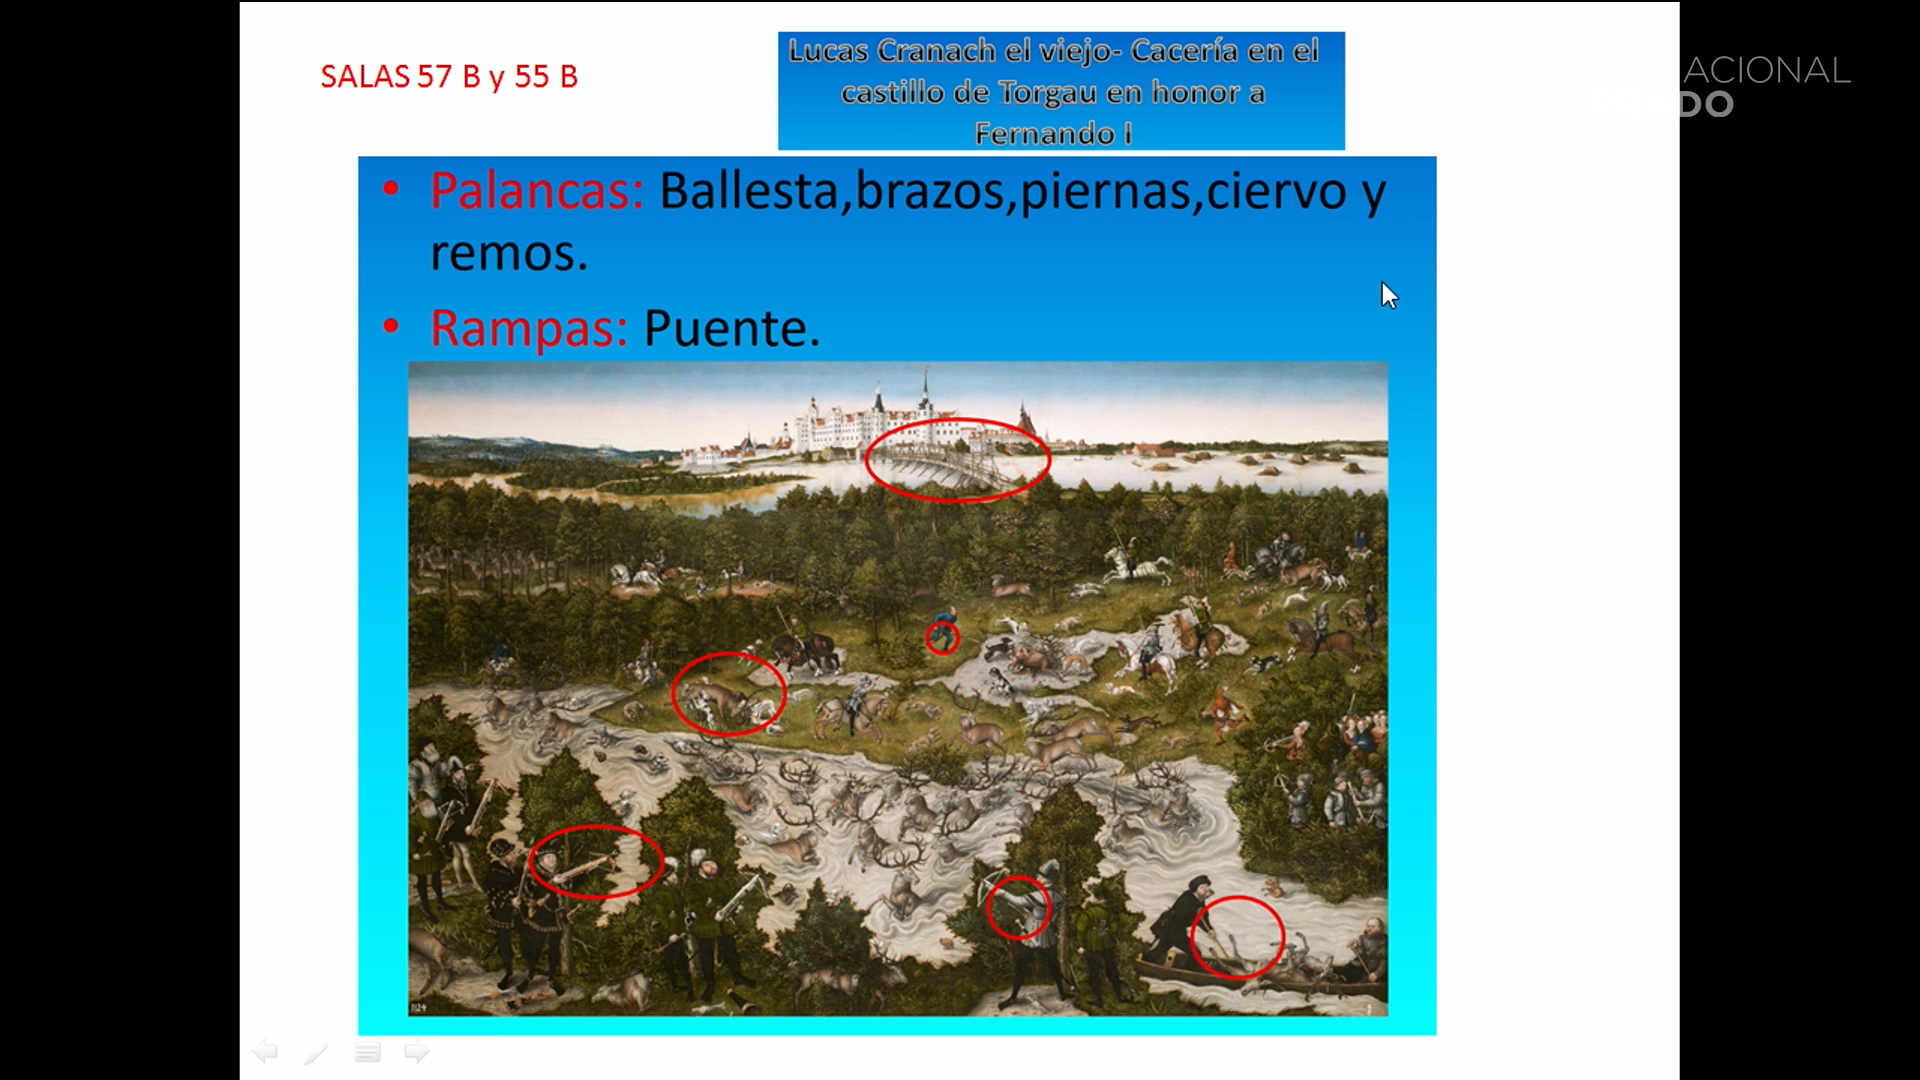 SALAS 57 B y 55 B
Lucas Cranach el viejo- Cacería en el
castillo de Torgau en honor a
Fernando I
ACIONAL
DO
• Palancas: Ballesta,brazos,piernas,ciervo y
remos.
• Rampas: Puente.
1124